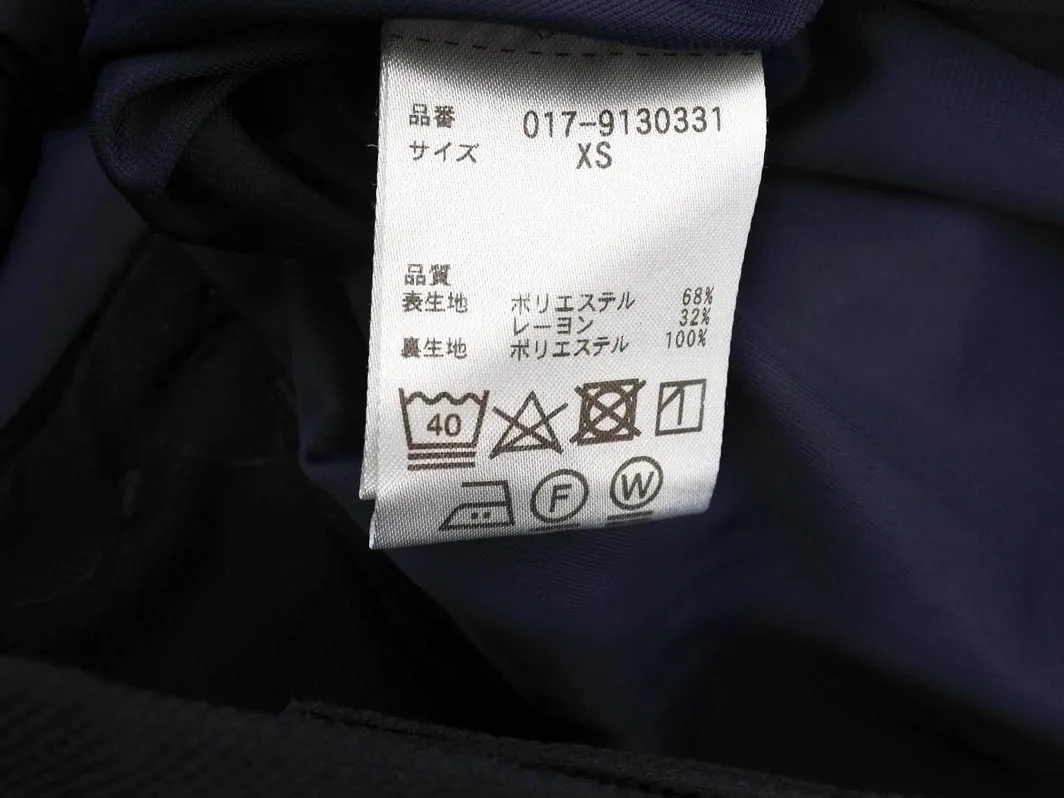 品番 017-9130331
サイズ XS
品質
表生地 ポリエステル 68%
レーヨン 32%
裏生地 ポリエステル 100%
40
F W